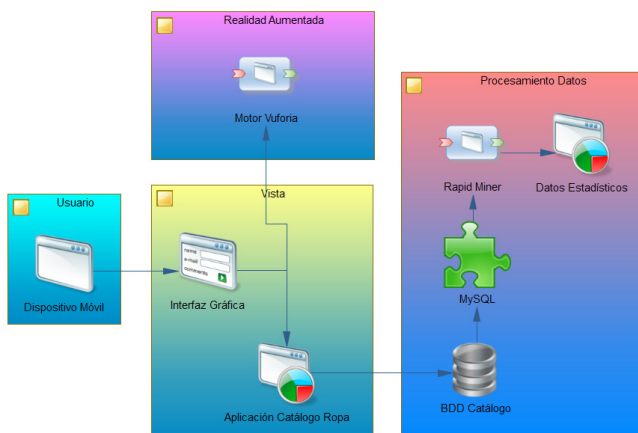 Realidad Aumentada
Motor Vuforia
Procesamiento Datos
Rapid Miner
Datos Estadísticos
Usuario
Dispositivo Móvil
Vista
name
e-mail
comments
Interfaz Gráfica
MySQL
Aplicación Catálogo Ropa
BDD Catálogo